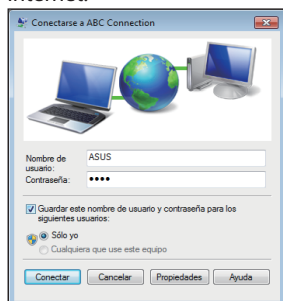 Internet.
Conectarse a ABC Connection
Nombre de
usuario:
ASUS
Contraseña:
••••
Guardar este nombre de usuario y contraseña para los
siguientes usuarios:
Sólo yo
Cualquiera que use este equipo
Conectar Cancelar Propiedades Ayuda